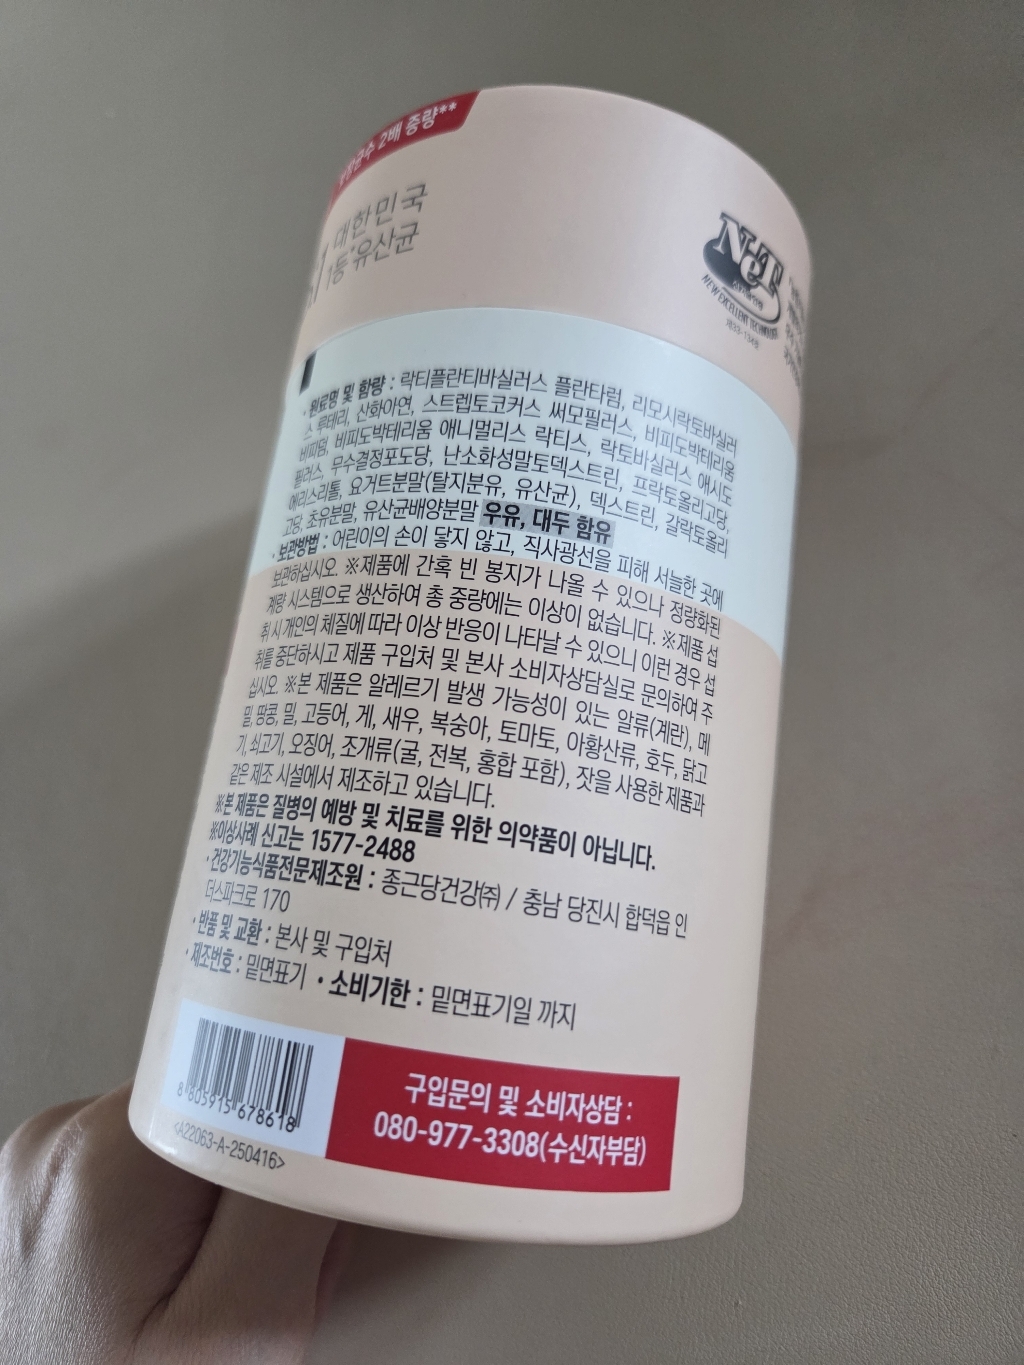 보장균수 2배 증량**
대한민국
1등*유산균
NeT
신기술인증
NEW EXCELLENT TECHNOLOGY
· 원료명 및 함량 : 락티플란티바실러스 플란타럼, 리모시락토바실러
스 루테리, 산화아연, 스트렙토코커스 써모필러스, 비피도박테리움
비피덤, 비피도박테리움 애니멀리스 락티스, 락토바실러스 애시도
필러스, 무수결정포도당, 난소화성말토덱스트린, 프락토올리고당,
에리스리톨, 요거트분말(탈지분유, 유산균), 덱스트린, 갈락토올리
고당, 초유분말, 유산균배양분말 우유, 대두 함유
· 보관방법 : 어린이의 손이 닿지 않고, 직사광선을 피해 서늘한 곳에
보관하십시오. ※제품에 간혹 빈 봉지가 나올 수 있으나 정량화된
계량 시스템으로 생산하여 총 중량에는 이상이 없습니다. ※제품 섭
취 시 개인의 체질에 따라 이상 반응이 나타날 수 있으니 이런 경우 섭
취를 중단하시고 제품 구입처 및 본사 소비자상담실로 문의하여 주
십시오. ※본 제품은 알레르기 발생 가능성이 있는 알류(계란), 메
밀, 땅콩, 밀, 고등어, 게, 새우, 복숭아, 토마토, 아황산류, 호두, 닭고
기, 쇠고기, 오징어, 조개류(굴, 전복, 홍합 포함), 잣을 사용한 제품과
같은 제조 시설에서 제조하고 있습니다.
※본 제품은 질병의 예방 및 치료를 위한 의약품이 아닙니다.
※이상사례 신고는 1577-2488
· 건강기능식품전문제조원 : 종근당건강㈜ / 충남 당진시 합덕읍 인
더스파크로 170
· 반품 및 교환 : 본사 및 구입처
· 제조번호 : 밑면표기 · 소비기한 : 밑면표기일 까지
8 805915 678618
<A22063-A-250416>
구입문의 및 소비자상담 :
080-977-3308(수신자부담)